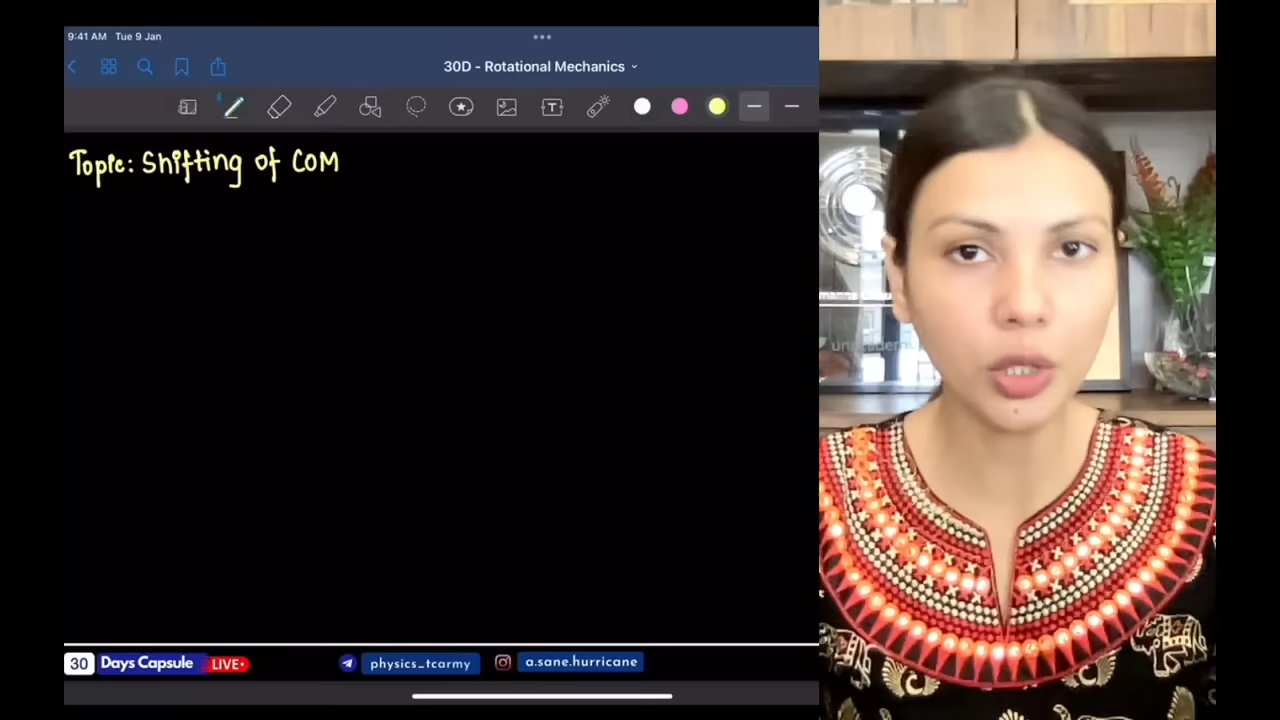 9:41 AM Tue 9 Jan
30D - Rotational Mechanics
T
Topic: Shifting of COM
30 Days Capsule LIVE
physics_tcarmy
a.sane.hurricane